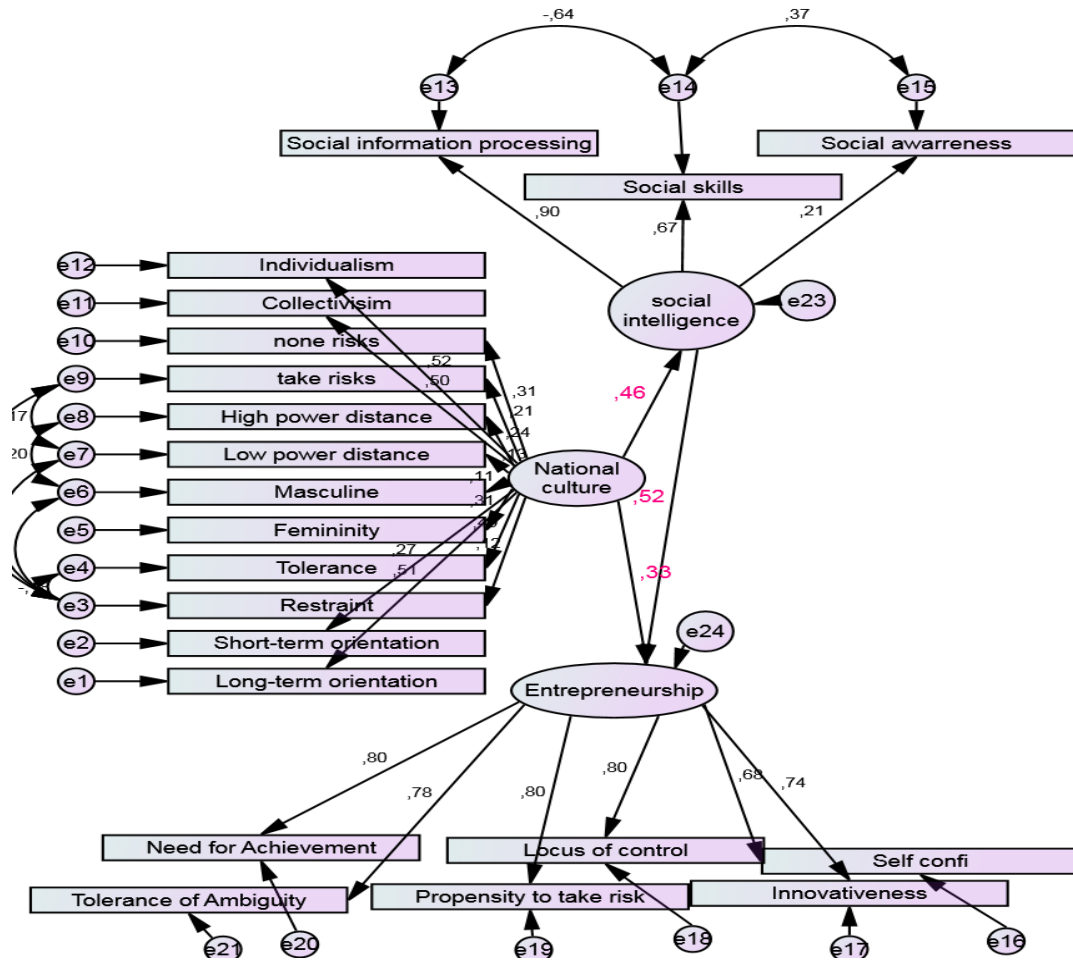 -,64
,37
e13
e14
e15
Social information processing
Social awarreness
Social skills
,90
,67
,21
e12
Individualism
e11
Collectivisim
social
intelligence
e23
e10
none risks
,52
,50
e9
take risks
,31
,46
17
e8
High power distance
,21
,24
20
e7
Low power distance
,13
National
culture
e6
Masculine
,11
,52
,31
e5
Femininity
,12
e4
Tolerance
,27
,51
,33
e3
Restraint
e2
Short-term orientation
e24
e1
Long-term orientation
Entrepreneurship
,80
,78
,80
,80
,68
,74
Need for Achievement
Locus of control
Self confi
Tolerance of Ambiguity
Propensity to take risk
Innovativeness
e21
e20
e19
e18
e17
e16